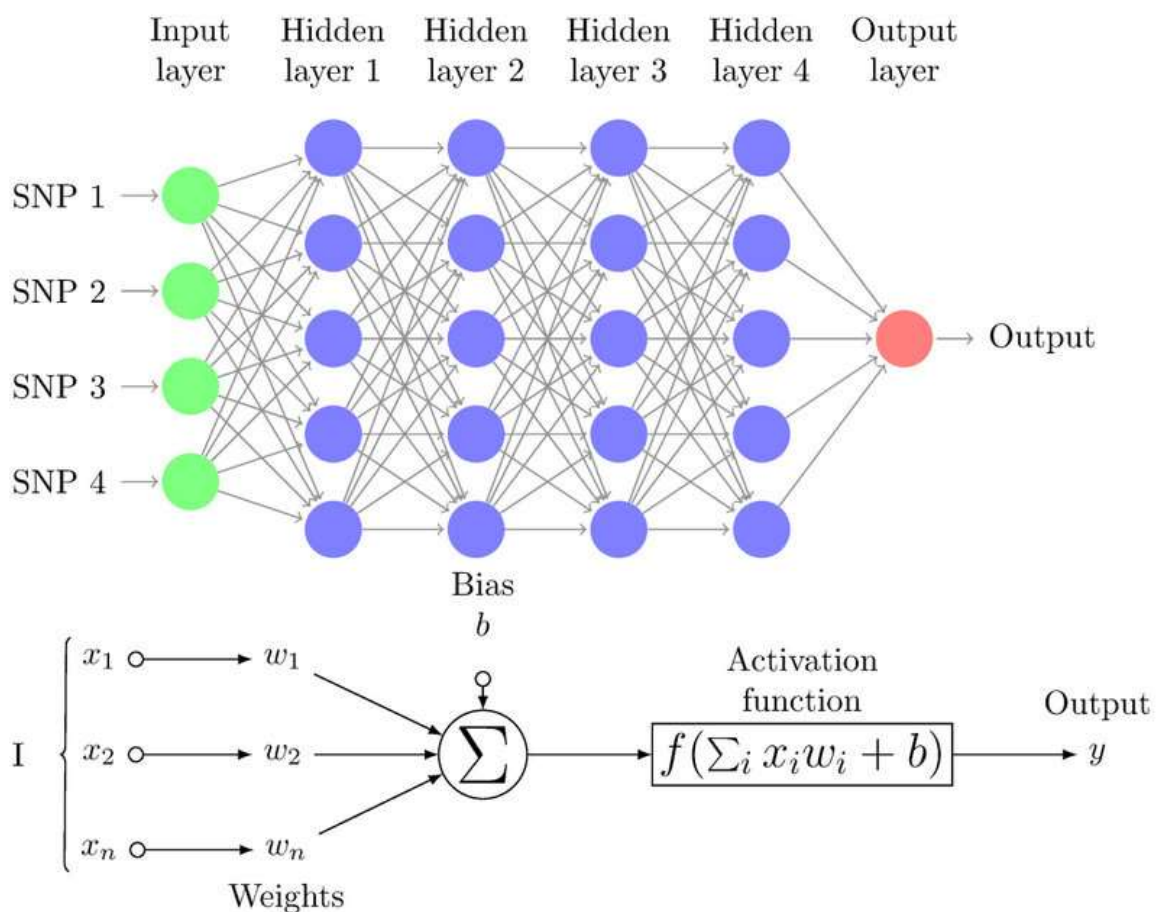 Input layer
Hidden layer 1
Hidden layer 2
Hidden layer 3
Hidden layer 4
Output layer
SNP 1
SNP 2
SNP 3
SNP 4
Output
Bias
b
I
x₁
w₁
x₂
w₂
xₙ
wₙ
Weights
∑
Activation
function
f(∑ᵢ xᵢwᵢ + b)
Output
y